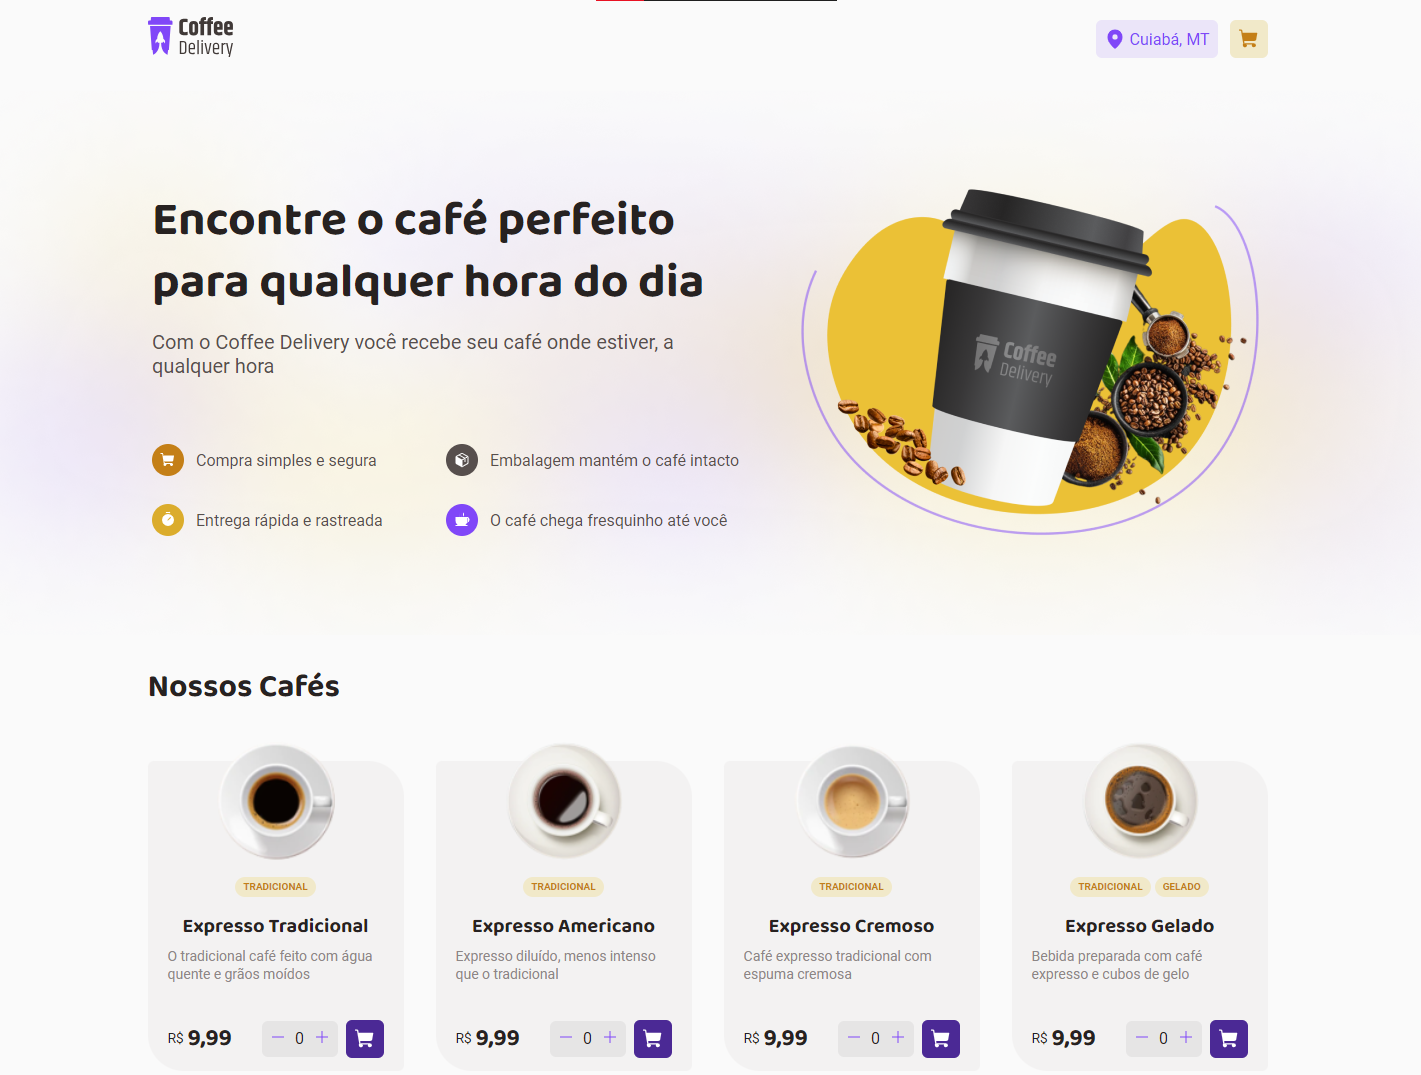 Coffee
Delivery
Cuiabá, MT
Encontre o café perfeito
para qualquer hora do dia
Com o Coffee Delivery você recebe seu café onde estiver, a
qualquer hora
Compra simples e segura
Embalagem mantém o café intacto
Entrega rápida e rastreada
O café chega fresquinho até você
Coffee
Delivery
Nossos Cafés
TRADICIONAL
Expresso Tradicional
O tradicional café feito com água
quente e grãos moídos
R$ 9,99
0
TRADICIONAL
Expresso Americano
Expresso diluído, menos intenso
que o tradicional
R$ 9,99
0
TRADICIONAL
Expresso Cremoso
Café expresso tradicional com
espuma cremosa
R$ 9,99
0
TRADICIONAL GELADO
Expresso Gelado
Bebida preparada com café
expresso e cubos de gelo
R$ 9,99
0